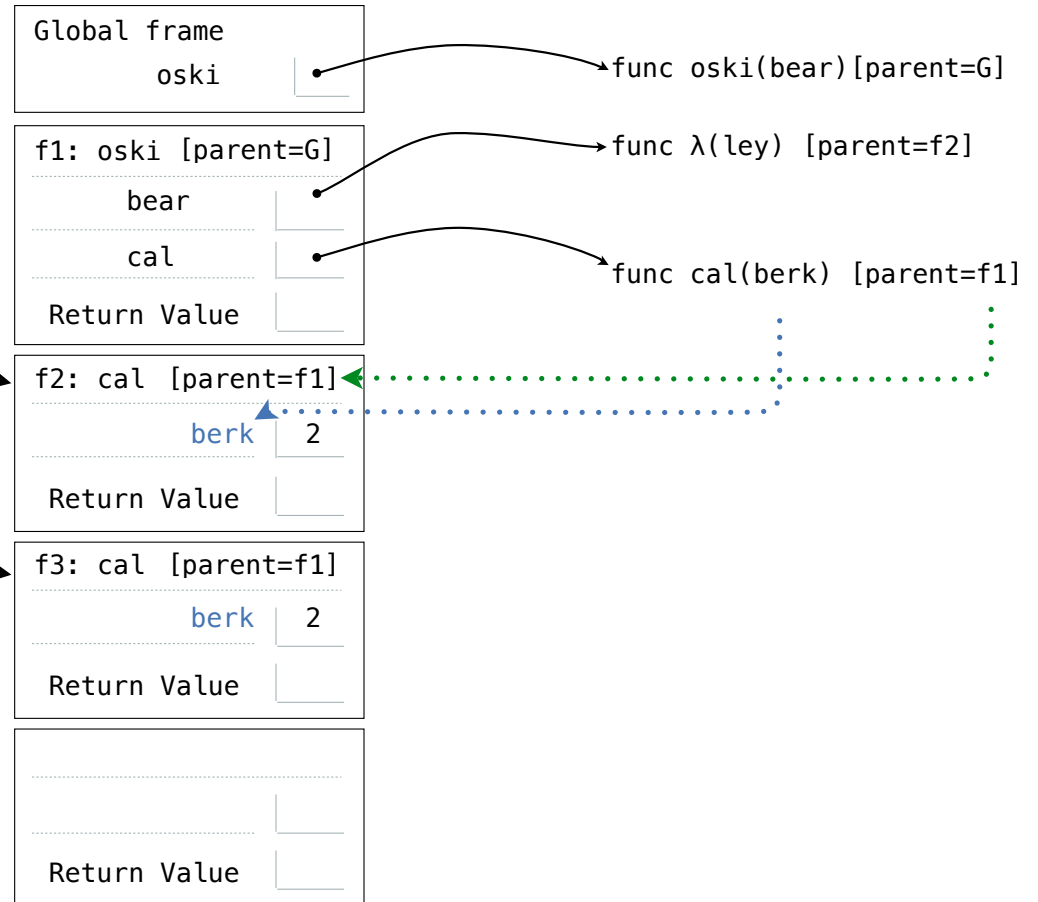 Global frame
oski
func oski(bear)[parent=G]
f1: oski [parent=G]
func λ(ley) [parent=f2]
bear
cal
func cal(berk) [parent=f1]
Return Value
f2: cal [parent=f1]
berk 2
Return Value
f3: cal [parent=f1]
berk 2
Return Value
Return Value